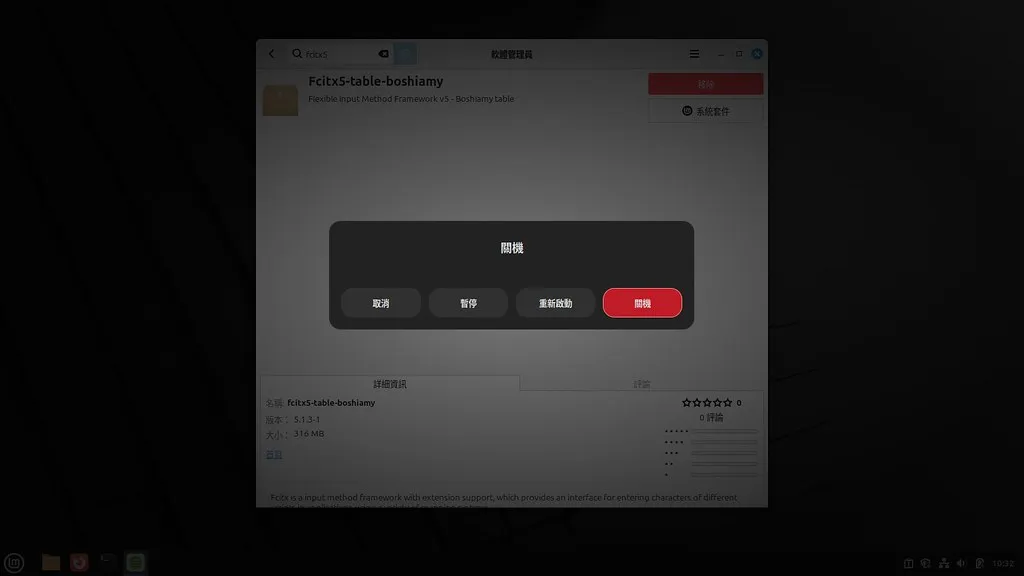 fcitx5
軟體管理員
Fcitx5-table-boshiamy
Flexible Input Method Framework v5 - Boshiamy table
移除
系統套件
關機
取消
暫停
重新啟動
關機
詳細資訊
評論
名稱: fcitx5-table-boshiamy
版本： 5.1.3-1
大小： 316 MB
首頁
0
0 評論
Fcitx is a input method framework with extension support, which provides an interface for entering characters of different
10:32